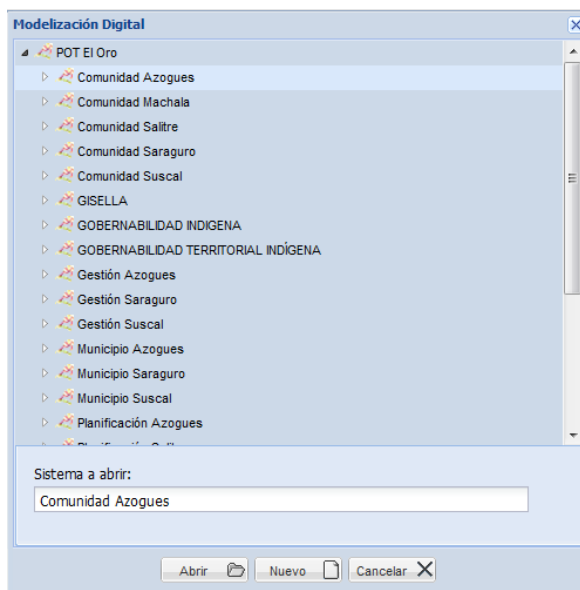 Modelización Digital
POT El Oro
Comunidad Azogues
Comunidad Machala
Comunidad Salitre
Comunidad Saraguro
Comunidad Suscal
GISELLA
GOBERNABILIDAD INDIGENA
GOBERNABILIDAD TERRITORIAL INDÍGENA
Gestión Azogues
Gestión Saraguro
Gestión Suscal
Municipio Azogues
Municipio Saraguro
Municipio Suscal
Planificación Azogues
Sistema a abrir:
Comunidad Azogues
Abrir Nuevo Cancelar